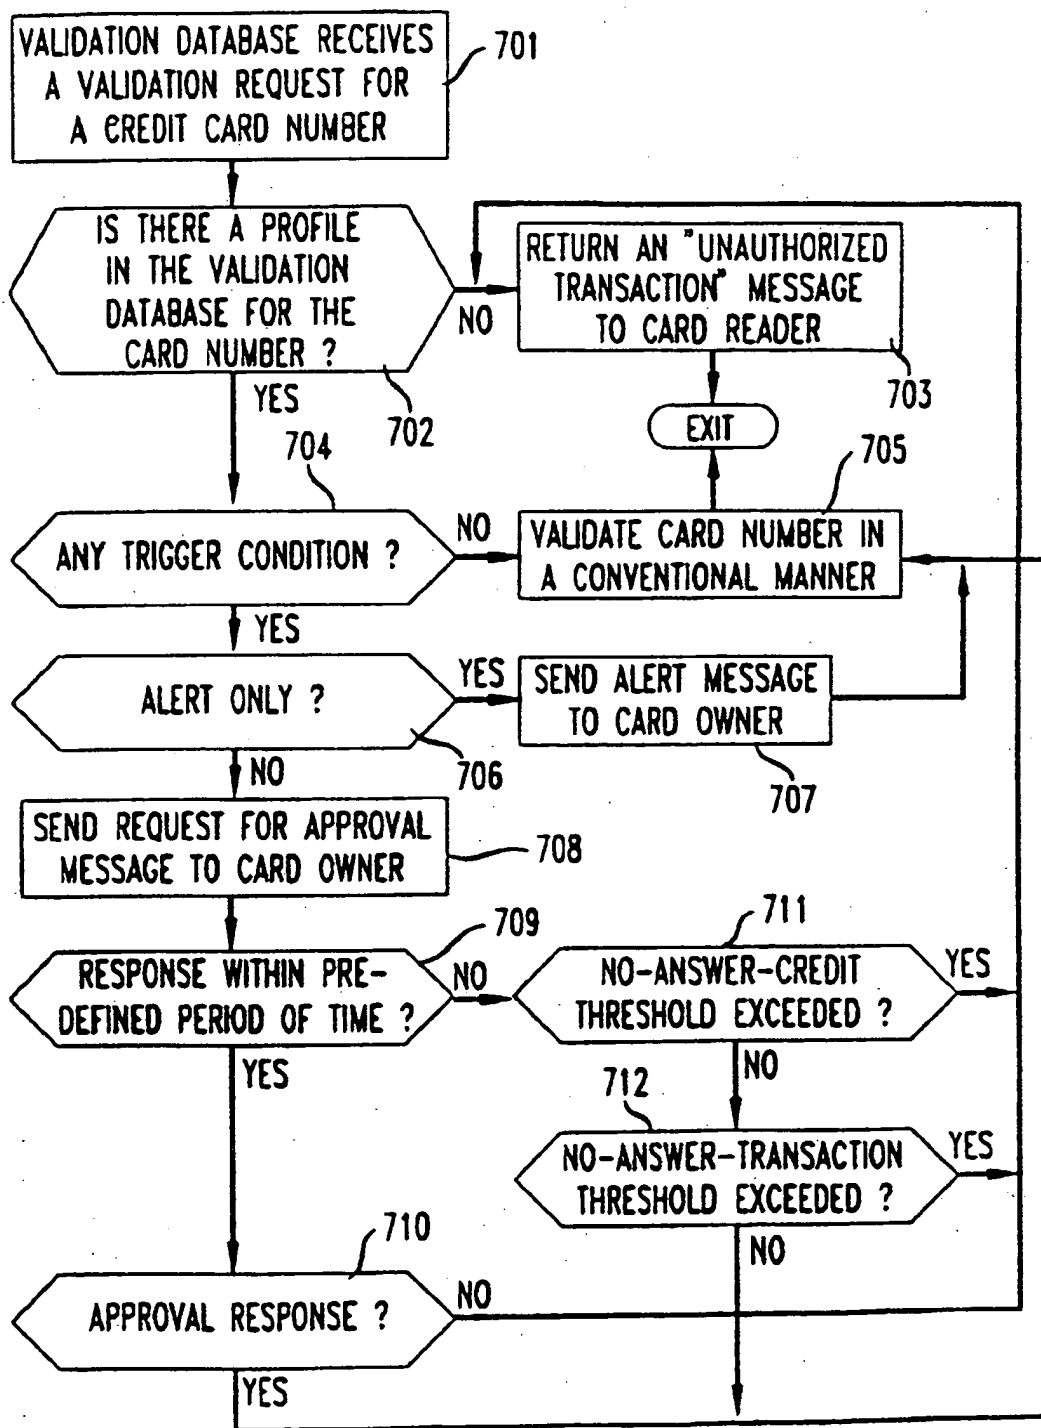 VALIDATION DATABASE RECEIVES
A VALIDATION REQUEST FOR
A CREDIT CARD NUMBER
701
IS THERE A PROFILE
IN THE VALIDATION
DATABASE FOR THE
CARD NUMBER ?
702
NO
YES
RETURN AN "UNAUTHORIZED
TRANSACTION" MESSAGE
TO CARD READER
703
EXIT
704
ANY TRIGGER CONDITION ?
NO
YES
705
VALIDATE CARD NUMBER IN
A CONVENTIONAL MANNER
ALERT ONLY ?
706
YES
NO
SEND ALERT MESSAGE
TO CARD OWNER
707
SEND REQUEST FOR APPROVAL
MESSAGE TO CARD OWNER
708
709
RESPONSE WITHIN PRE-
DEFINED PERIOD OF TIME ?
NO
YES
711
NO-ANSWER-CREDIT
THRESHOLD EXCEEDED ?
YES
NO
712
NO-ANSWER-TRANSACTION
THRESHOLD EXCEEDED ?
YES
NO
710
APPROVAL RESPONSE ?
NO
YES